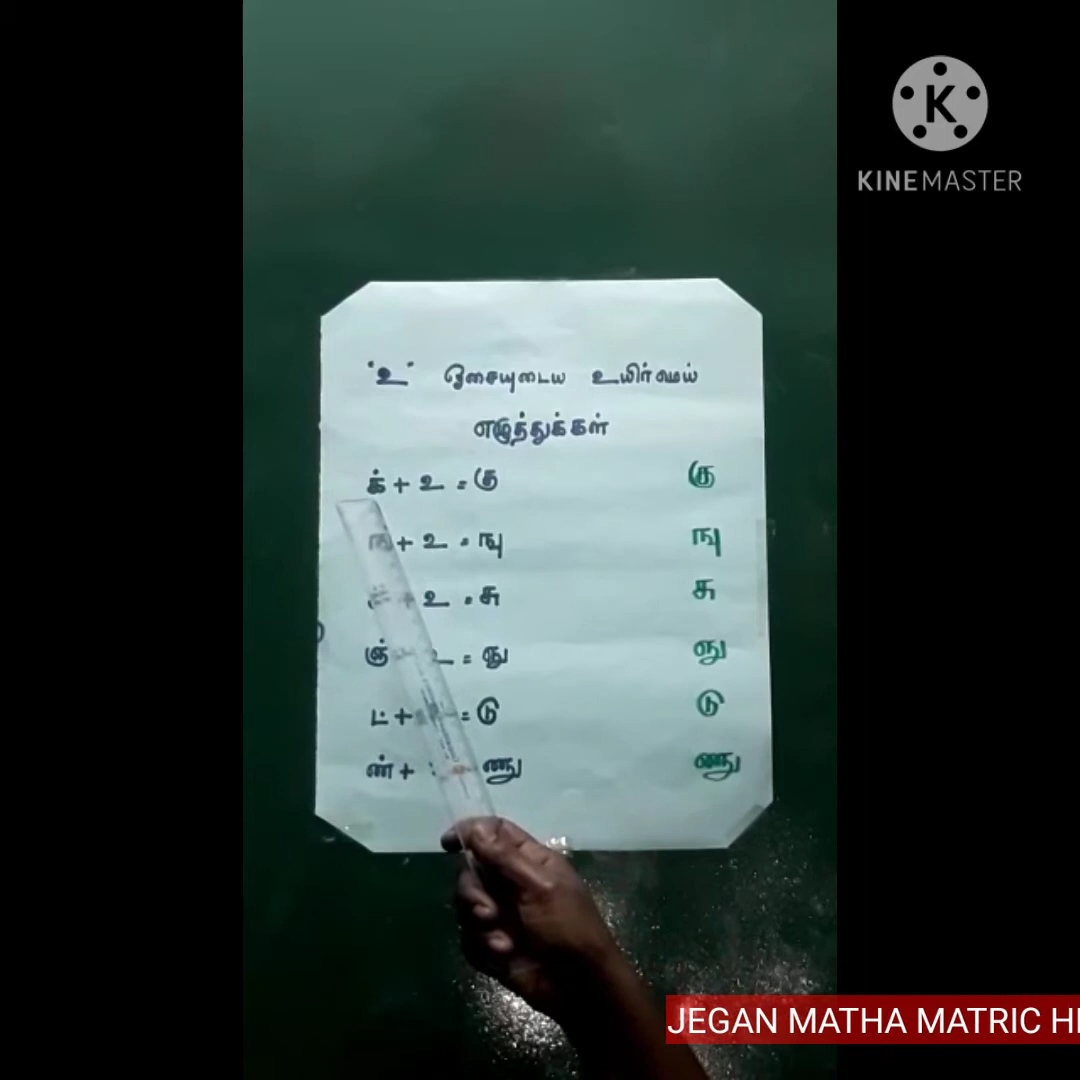 "உ" ஓசையுடைய உயிர்மெய்
எழுத்துக்கள்
க் + உ = கு கு
ங் + உ = ஙு ஙு
+ உ = சு சு
ஞ் + உ = ஞு ஞு
ட் + = டு டு
ண் + ணு ணு
K
KINEMASTER
JEGAN MATHA MATRIC